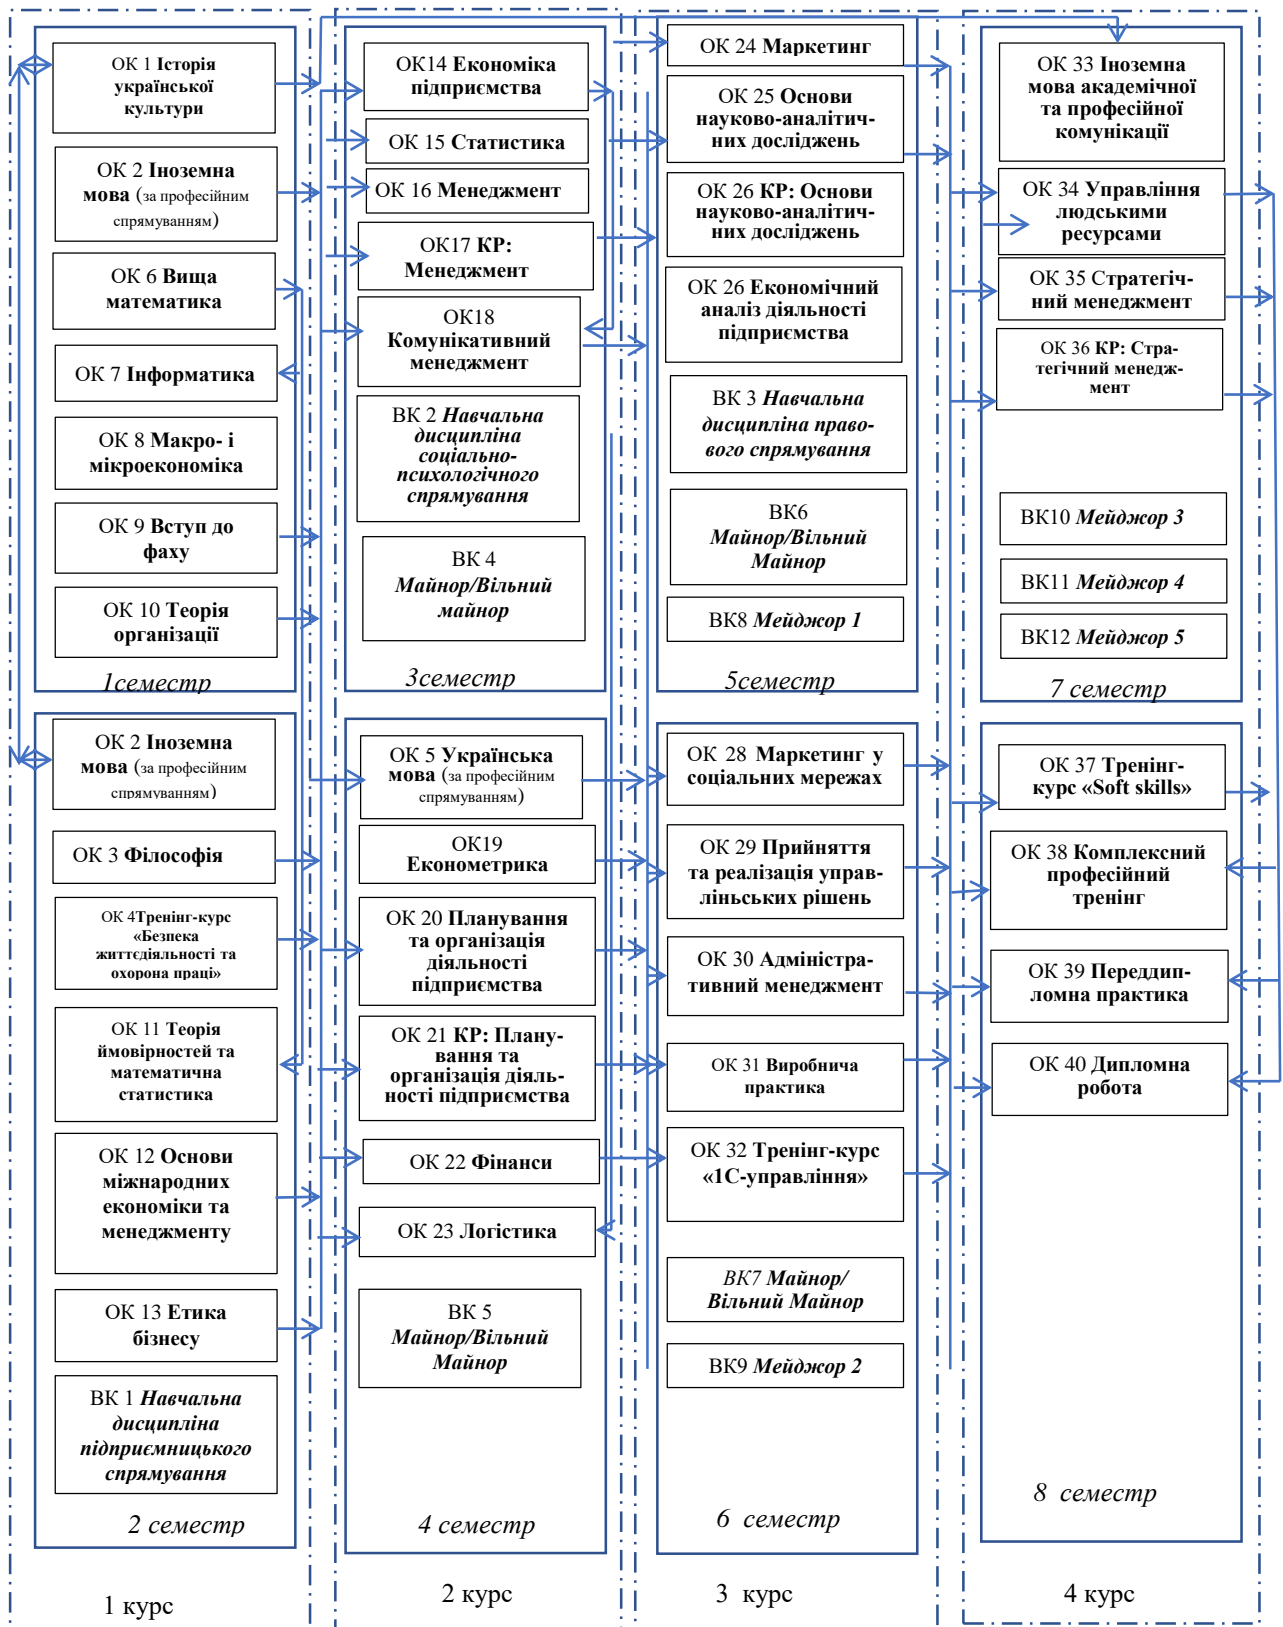 ОК 1 Історія
української
культури
ОК 2 Іноземна
мова (за професійним
спрямуванням)
ОК 6 Вища
математика
ОК 7 Інформатика
ОК 8 Макро- і
мікроекономіка
ОК 9 Вступ до
фаху
ОК 10 Теорія
організації
1семестр
ОК 2 Іноземна
мова (за професійним
спрямуванням)
ОК 3 Філософія
ОК 4Тренінг-курс
«Безпека
життєдіяльності та
охорона праці»
ОК 11 Теорія
ймовірностей та
математична
статистика
ОК 12 Основи
міжнародних
економіки та
менеджменту
ОК 13 Етика
бізнесу
ВК 1 Навчальна
дисципліна
підприємницького
спрямування
2 семестр
1 курс
ОК14 Економіка
підприємства
ОК 15 Статистика
ОК 16 Менеджмент
ОК17 КР:
Менеджмент
ОК18
Комунікативний
менеджмент
ВК 2 Навчальна
дисципліна
соціально-
психологічного
спрямування
ВК 4
Майнор/Вільний
майнор
3семестр
ОК 5 Українська
мова (за професійним
спрямуванням)
ОК19
Економетрика
ОК 20 Планування
та організація
діяльності
підприємства
ОК 21 КР: Плану-
вання та
організація діяль-
ності підприємства
ОК 22 Фінанси
ОК 23 Логістика
ВК 5
Майнор/Вільний
Майнор
4 семестр
2 курс
ОК 24 Маркетинг
ОК 25 Основи
науково-аналітич-
них досліджень
ОК 26 КР: Основи
науково-аналітич-
них досліджень
ОК 26 Економічний
аналіз діяльності
підприємства
ВК 3 Навчальна
дисципліна право-
вого спрямування
ВК6
Майнор/Вільний
Майнор
ВК8 Мейджор 1
5семестр
ОК 28 Маркетинг у
соціальних мережах
ОК 29 Прийняття
та реалізація управ-
ліньських рішень
ОК 30 Адміністра-
тивний менеджмент
ОК 31 Виробнича
практика
ОК 32 Тренінг-курс
«1С-управління»
ВК7 Майнор/
Вільний Майнор
ВК9 Мейджор 2
6 семестр
3 курс
ОК 33 Іноземна
мова академічної
та професійної
комунікації
ОК 34 Управління
людськими
ресурсами
ОК 35 Стратегіч-
ний менеджмент
ОК 36 КР: Стра-
тегічний менедж-
мент
ВК10 Мейджор 3
ВК11 Мейджор 4
ВК12 Мейджор 5
7 семестр
ОК 37 Тренінг-
курс «Soft skills»
ОК 38 Комплексний
професійний
тренінг
ОК 39 Переддип-
ломна практика
ОК 40 Дипломна
робота
8 семестр
4 курс